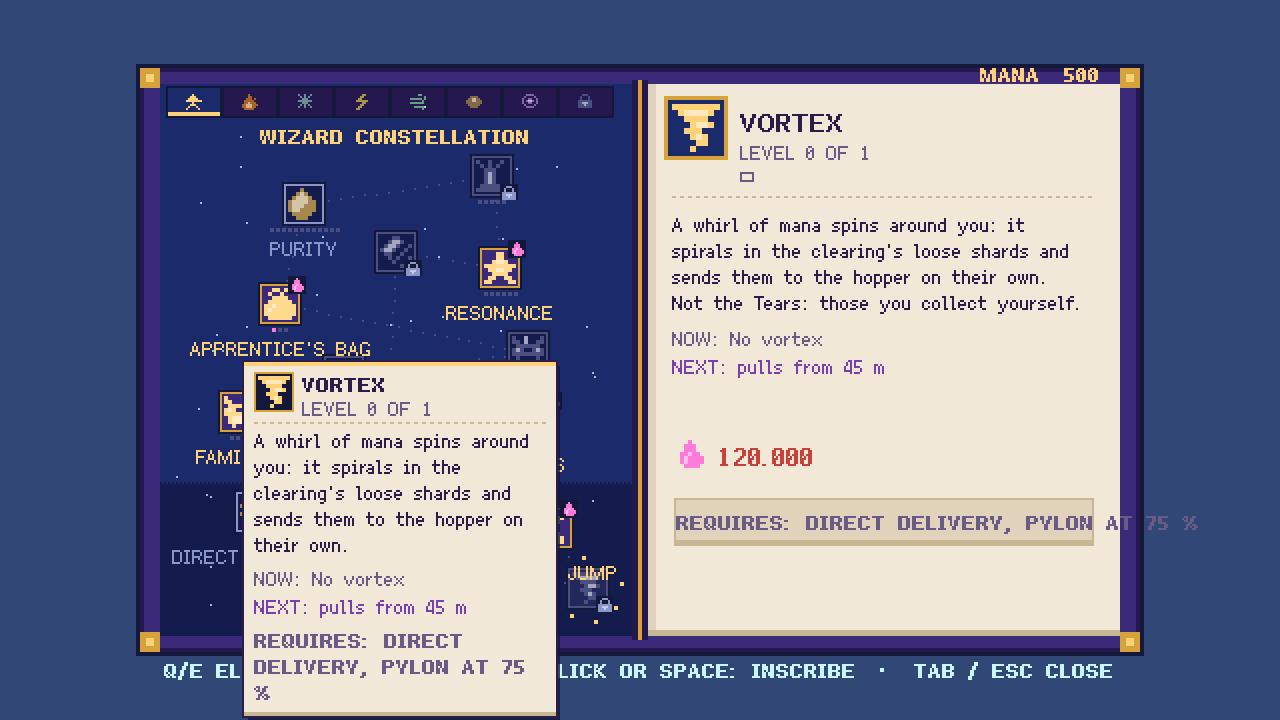 MANA 500
WIZARD CONSTELLATION
PURITY
RESONANCE
APPRENTICE'S BAG
FAMI
S
DIRECT
JUMP
VORTEX
LEVEL 0 OF 1
A whirl of mana spins around
you: it spirals in the
clearing's loose shards and
sends them to the hopper on
their own.
NOW: No vortex
NEXT: pulls from 45 m
REQUIRES: DIRECT
DELIVERY, PYLON AT 75
%
VORTEX
LEVEL 0 OF 1
A whirl of mana spins around you: it
spirals in the clearing's loose shards and
sends them to the hopper on their own.
Not the Tears: those you collect yourself.
NOW: No vortex
NEXT: pulls from 45 m
120.000
REQUIRES: DIRECT DELIVERY, PYLON AT 75 %
Q/E EL LICK OR SPACE: INSCRIBE · TAB / ESC CLOSE